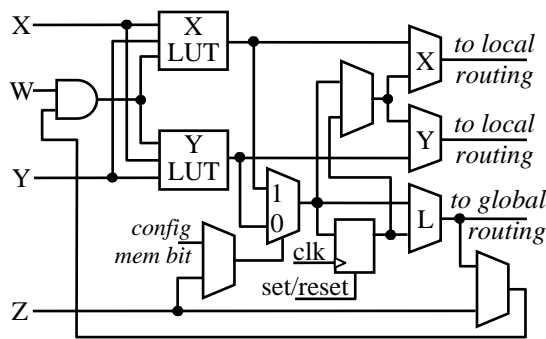 X
X
LUT
X
to local
routing
W
Y
LUT
Y
to local
routing
Y
1
0
L
to global
routing
config
mem bit
clk
set/reset
Z